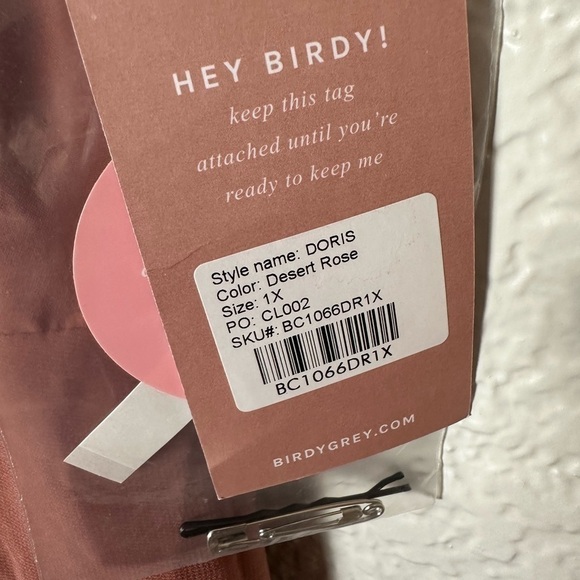 HEY BIRDY!
keep this tag
attached until you're
ready to keep me
Style name: DORIS
Color: Desert Rose
Size: 1X
PO: CL002
SKU#: BC1066DR1X
BC1066DR1X
BIRDYGREY.COM